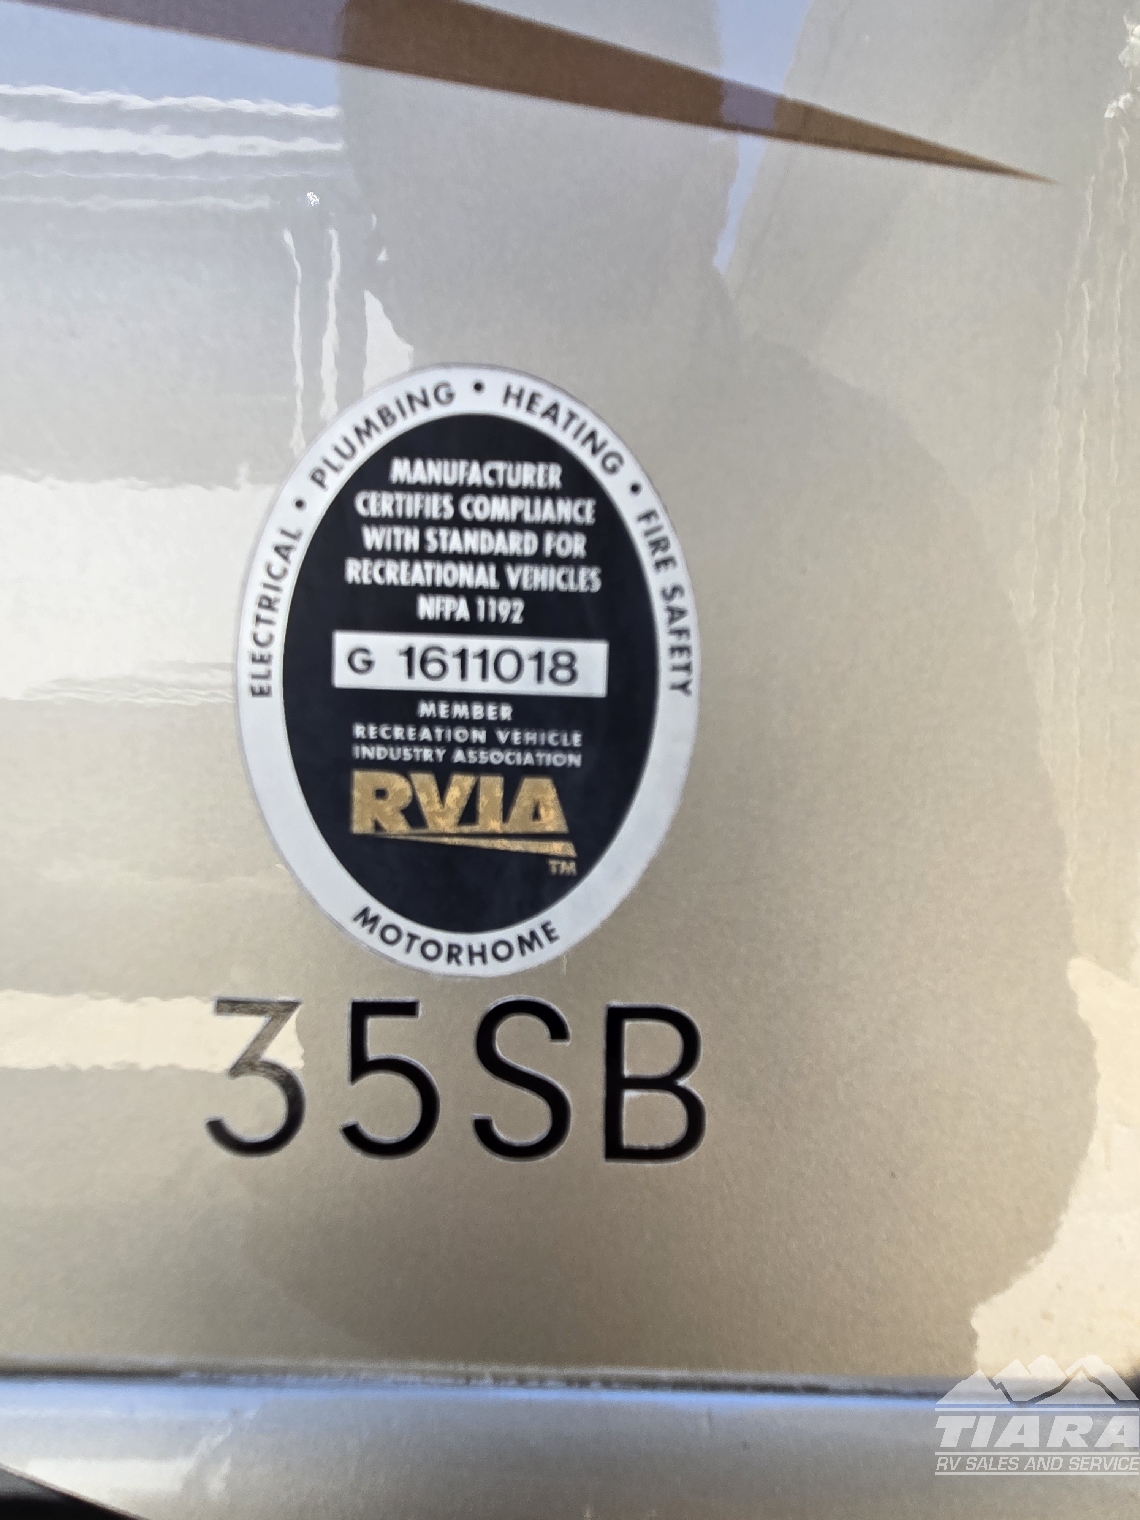 ELECTRICAL • PLUMBING • HEATING • FIRE SAFETY
MANUFACTURER
CERTIFIES COMPLIANCE
WITH STANDARD FOR
RECREATIONAL VEHICLES
NFPA 1192
G 1611018
MEMBER
RECREATION VEHICLE
INDUSTRY ASSOCIATION
RVIA
TM
MOTORHOME
35SB
TIARA
RV SALES AND SERVICE